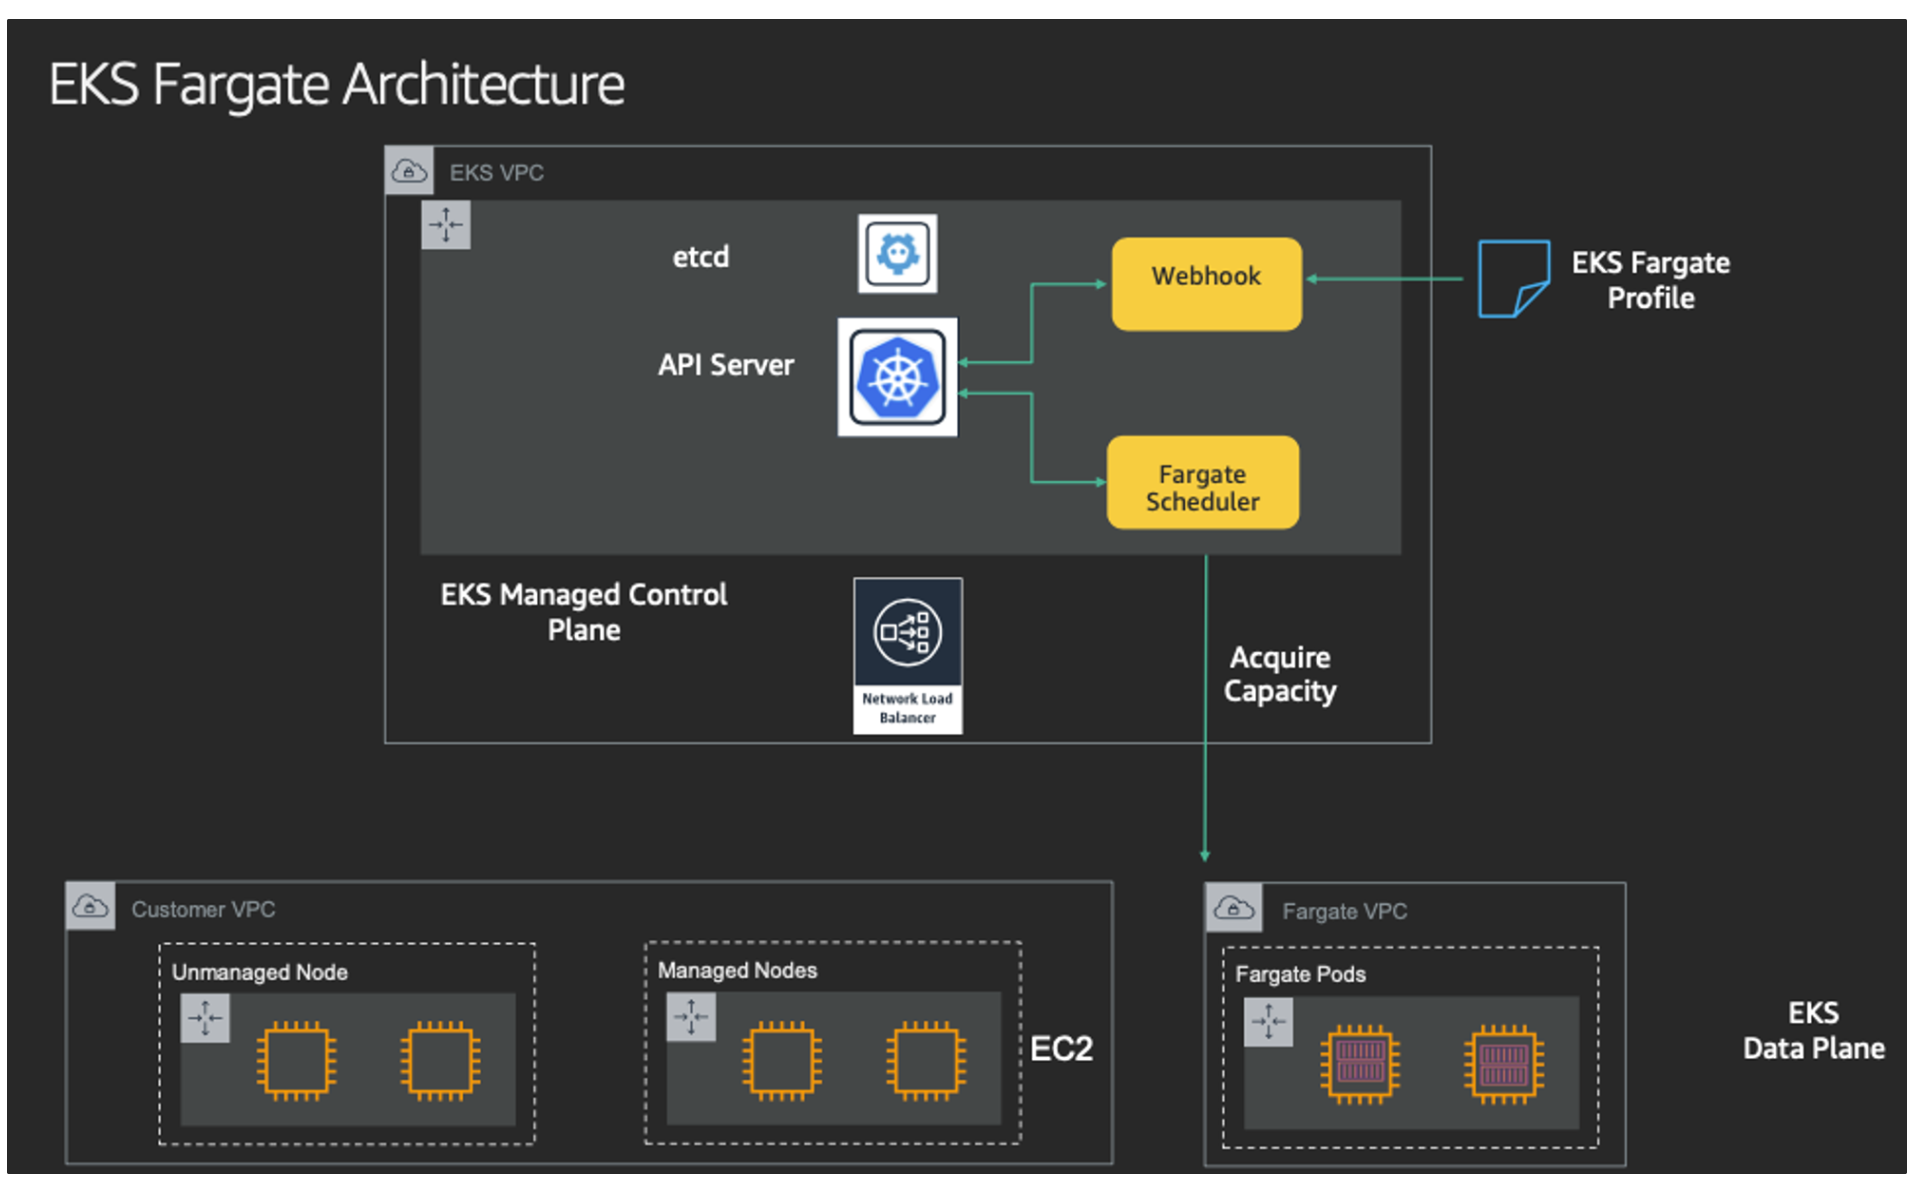 EKS Fargate Architecture
EKS VPC
etcd
Webhook
EKS Fargate
Profile
API Server
Fargate
Scheduler
EKS Managed Control
Plane
Network Load
Balancer
Acquire
Capacity
Customer VPC
Unmanaged Node
Managed Nodes
EC2
Fargate VPC
Fargate Pods
EKS
Data Plane